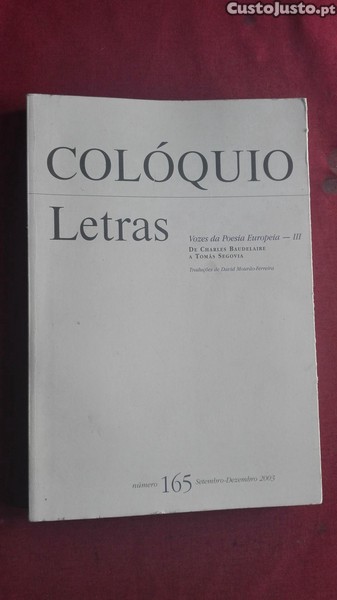 CustoJusto.pt
COLÓQUIO
Letras
Vozes da Poesia Europeia — III
DE CHARLES BAUDELAIRE
A TOMÁS SEGOVIA
Traduções de David Mourão-Ferreira
número 165 Setembro-Dezembro 2003